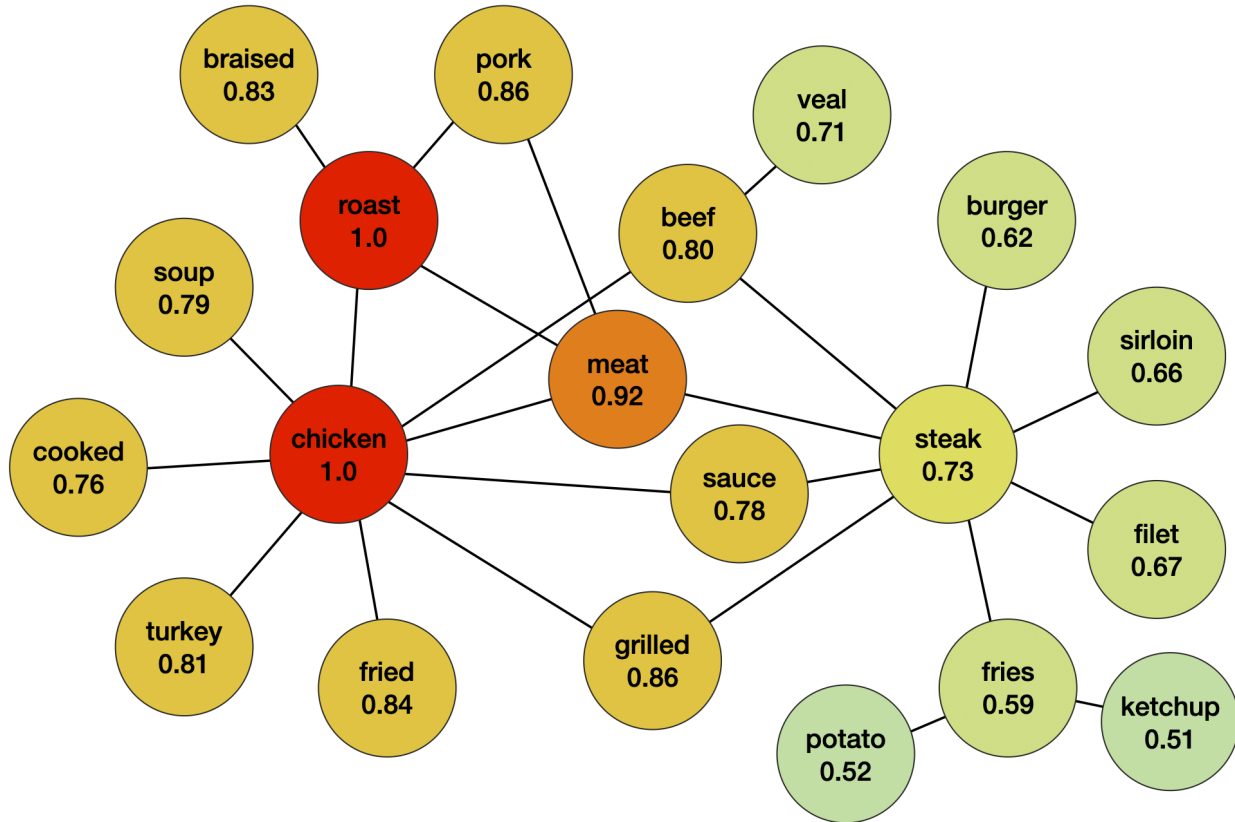 braised
0.83
pork
0.86
veal
0.71
roast
1.0
beef
0.80
burger
0.62
soup
0.79
meat
0.92
sirloin
0.66
cooked
0.76
chicken
1.0
sauce
0.78
steak
0.73
filet
0.67
turkey
0.81
fried
0.84
grilled
0.86
fries
0.59
ketchup
0.51
potato
0.52